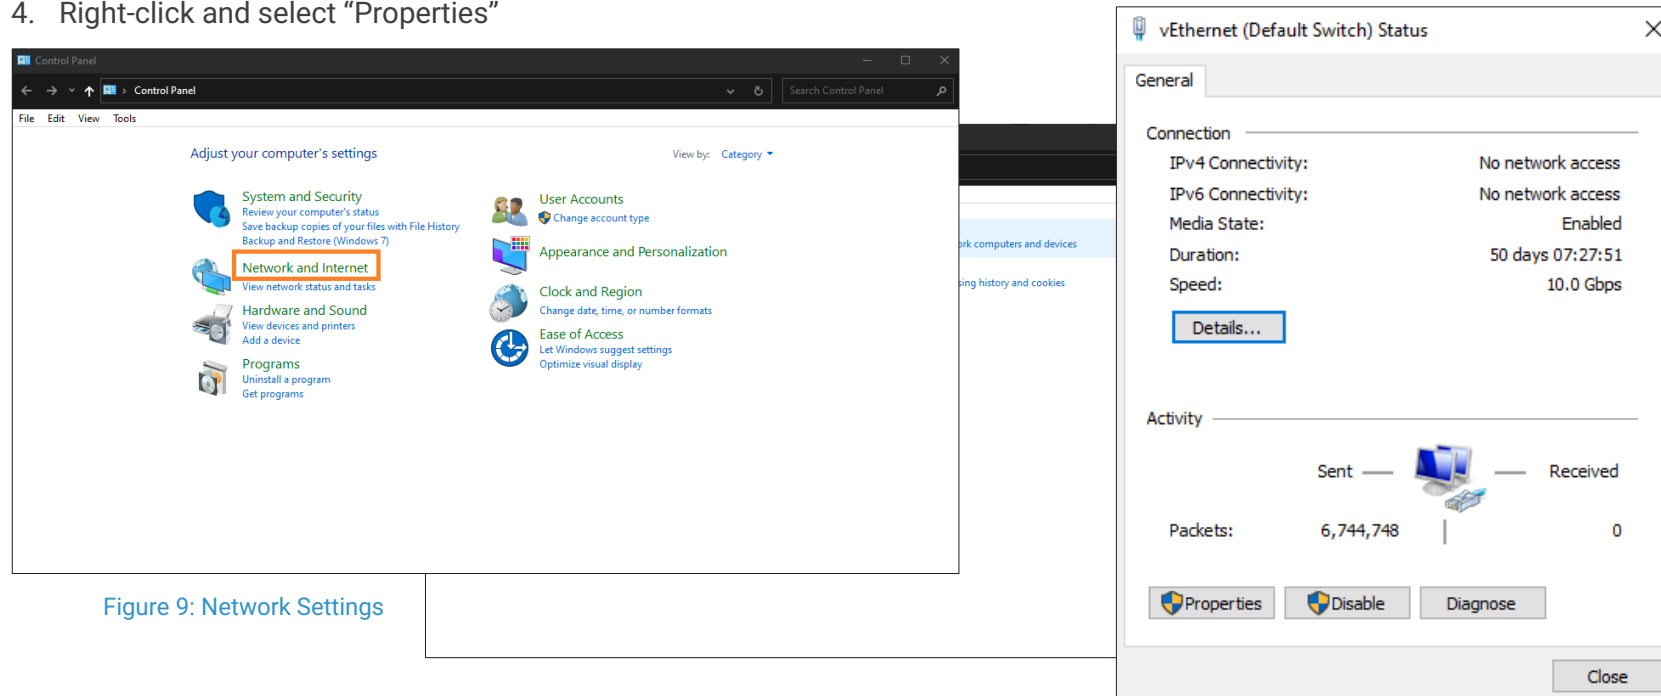 4. Right-click and select “Properties”
Control Panel
Control Panel
Search Control Panel
File Edit View Tools
Adjust your computer's settings
View by: Category
System and Security
Review your computer's status
Save backup copies of your files with File History
Backup and Restore (Windows 7)
Network and Internet
View network status and tasks
Hardware and Sound
View devices and printers
Add a device
Programs
Uninstall a program
Get programs
User Accounts
Change account type
Appearance and Personalization
Clock and Region
Change date, time, or number formats
Ease of Access
Let Windows suggest settings
Optimize visual display
computers and devices
history and cookies
Figure 9: Network Settings
vEthernet (Default Switch) Status
General
Connection
IPv4 Connectivity: No network access
IPv6 Connectivity: No network access
Media State: Enabled
Duration: 50 days 07:27:51
Speed: 10.0 Gbps
Details...
Activity
Sent — — Received
Packets: 6,744,748 0
Properties Disable Diagnose
Close